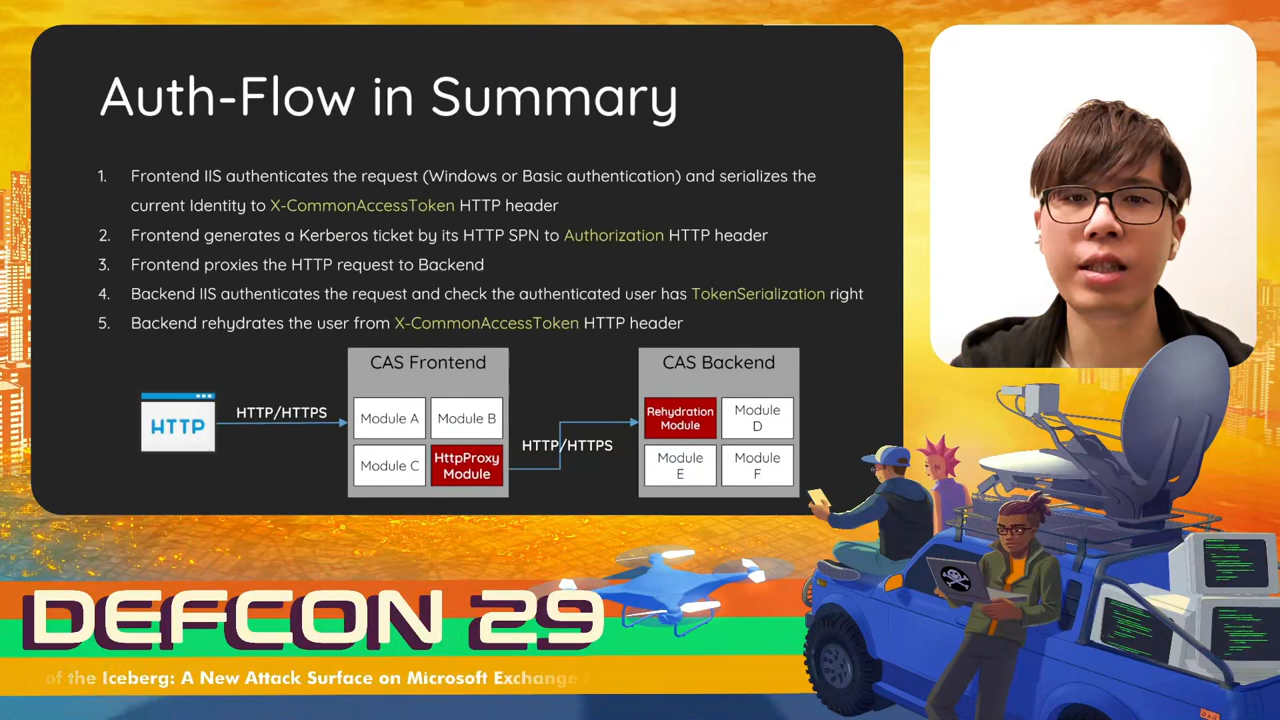 Auth-Flow in Summary
1. Frontend IIS authenticates the request (Windows or Basic authentication) and serializes the
current Identity to X-CommonAccessToken HTTP header
2. Frontend generates a Kerberos ticket by its HTTP SPN to Authorization HTTP header
3. Frontend proxies the HTTP request to Backend
4. Backend IIS authenticates the request and check the authenticated user has TokenSerialization right
5. Backend rehydrates the user from X-CommonAccessToken HTTP header
HTTP
HTTP/HTTPS
CAS Frontend
Module A
Module B
Module C
HttpProxy
Module
HTTP/HTTPS
CAS Backend
Rehydration
Module
Module
D
Module
E
Module
F
DEFCON 29
of the Iceberg: A New Attack Surface on Microsoft Exchange